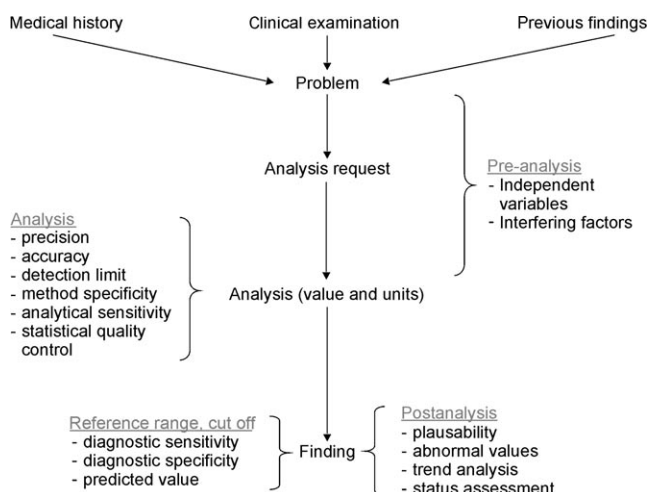 Medical history
Clinical examination
Previous findings
Problem
Analysis request
Pre-analysis
- Independent
variables
- Interfering factors
Analysis
- precision
- accuracy
- detection limit
- method specificity
- analytical sensitivity
- statistical quality
control
Analysis (value and units)
Reference range, cut off
- diagnostic sensitivity
- diagnostic specificity
- predicted value
Finding
Postanalysis
- plausability
- abnormal values
- trend analysis
- status assessment